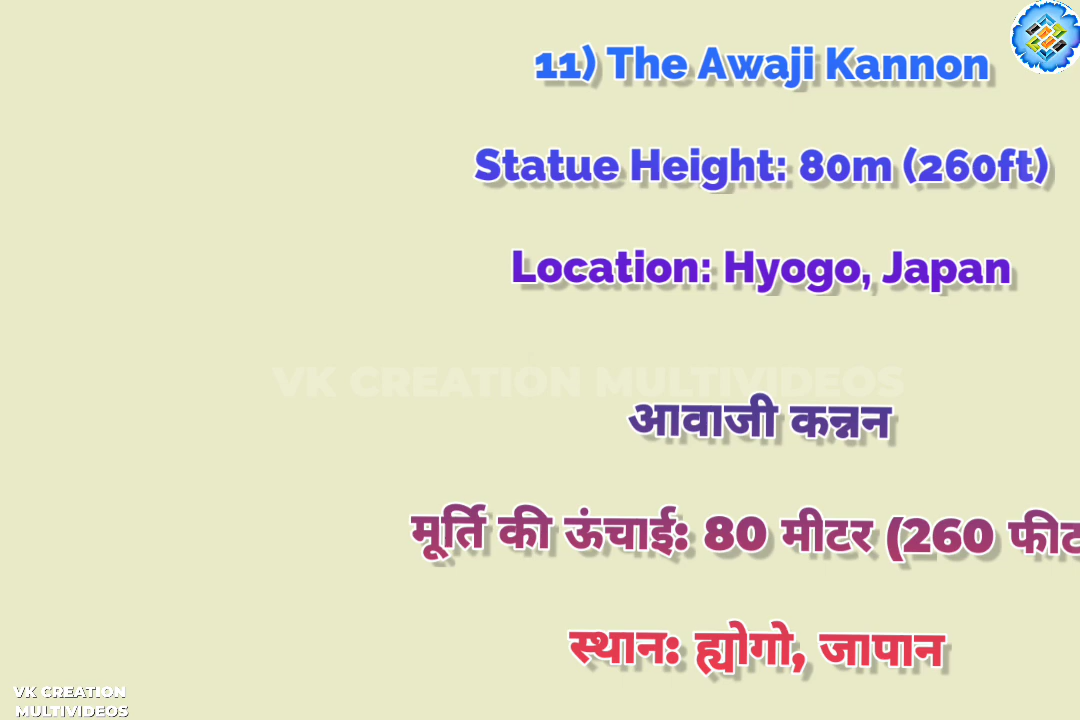 11) The Awaji Kannon
Statue Height: 80m (260ft)
Location: Hyogo, Japan
VK CREATION MULTIVIDEOS
आवाजी कन्नन
मूर्ति की ऊंचाई: 80 मीटर (260 फीट
स्थान: ह्योगो, जापान
VK CREATION
MULTIVIDEOS